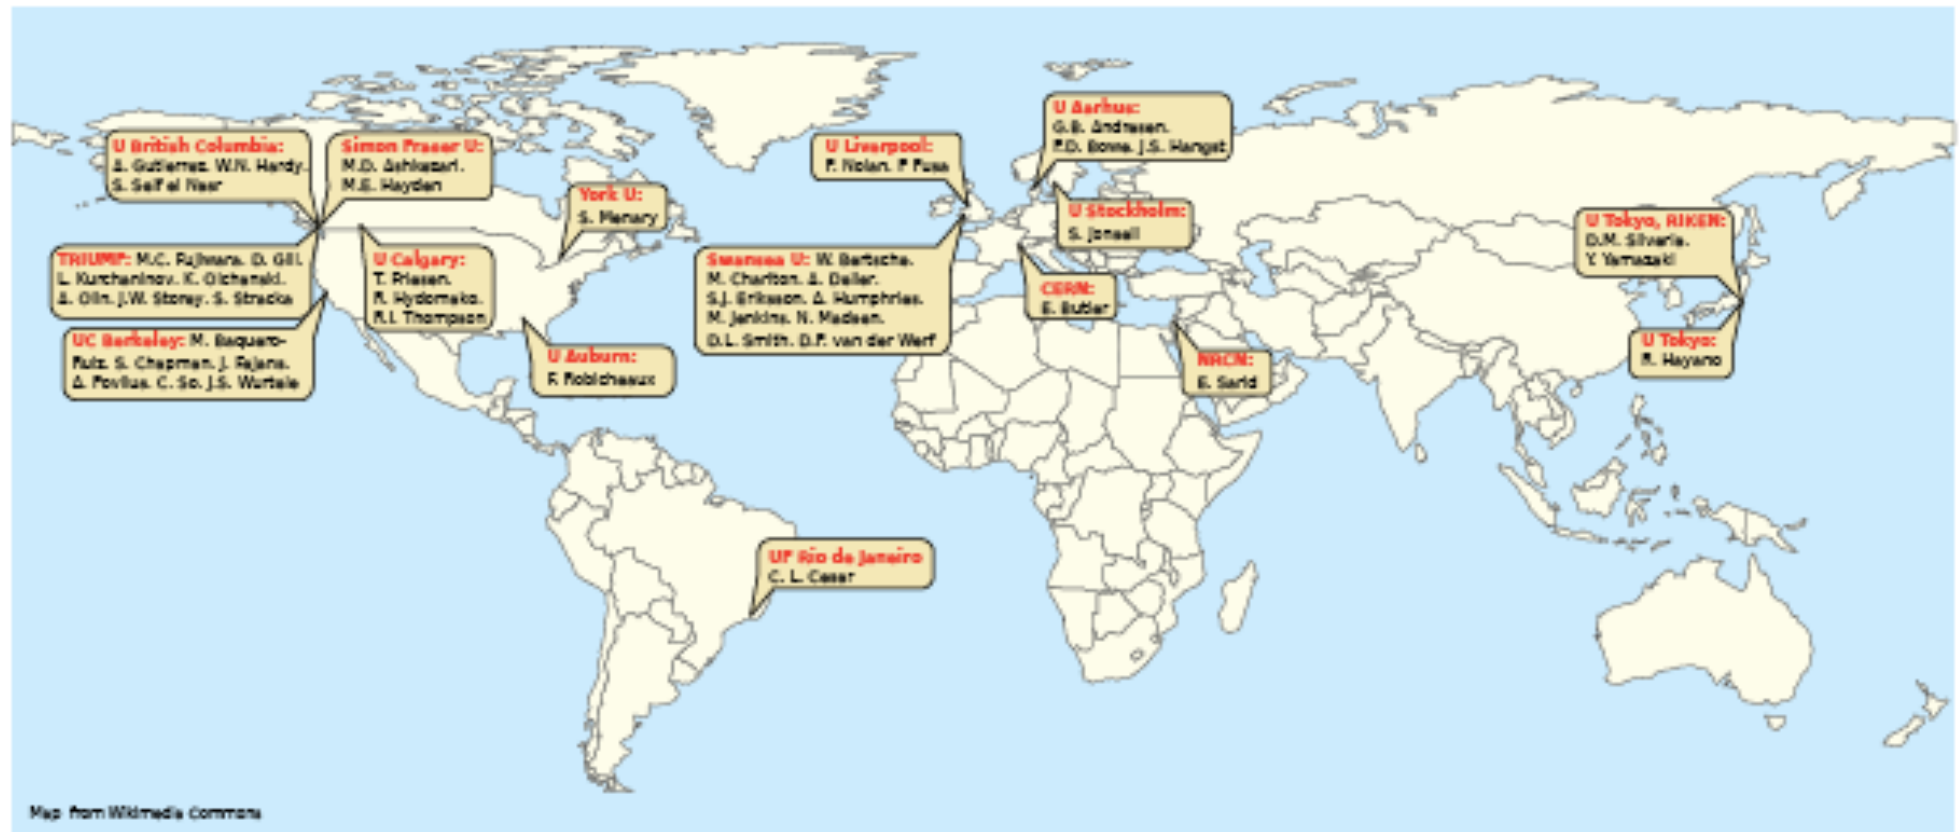 U British Columbia:
A. Gutierrez, W.N. Hardy,
S. Seif el Nasr
Simon Fraser U:
M.D. Ashkezari,
M.E. Hayden
York U:
S. Menary
TRIUMF: M.C. Fujiwara, D. Gill,
L. Kurchaninov, K. Olchanski,
A. Olin, J.W. Storey, S. Stracka
U Calgary:
T. Friesen,
R. Hydomako,
R.I. Thompson
UC Berkeley: M. Baquero-
Ruiz, S. Chapman, J. Fajans,
A. Povilus, C. So, J.S. Wurtele
U Auburn:
F. Robicheaux
U Liverpool:
P. Nolan, P Pusa
U Aarhus:
G.B. Andresen,
P.D. Bowe, J.S. Hangst
U Stockholm:
S. Jonsell
Swansea U: W. Bertsche,
M. Charlton, A. Deller,
S.J. Eriksson, A. Humphries,
M. Jenkins, N. Madsen,
D.L. Smith, D.P. van der Werf
CERN:
E. Butler
NRCN:
E. Sarid
U Tokyo, RIKEN:
D.M. Silveria,
Y. Yamazaki
U Tokyo:
R. Hayano
UF Rio de Janeiro
C. L. Cesar
Map from Wikimedia Commons